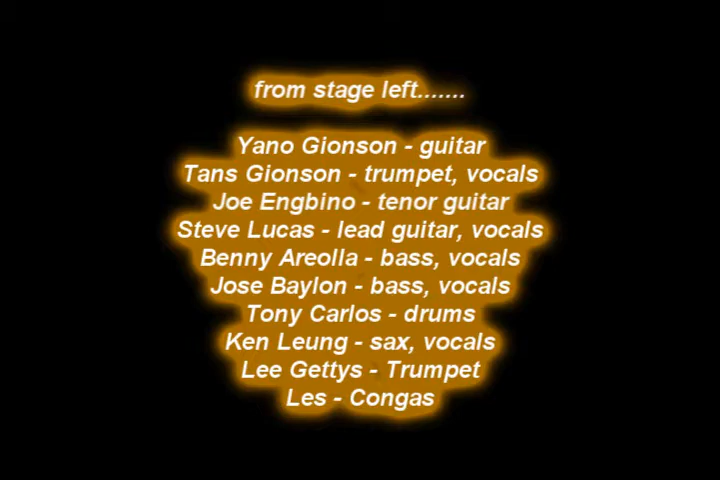 from stage left.......
Yano Gionson - guitar
Tans Gionson - trumpet, vocals
Joe Engbino - tenor guitar
Steve Lucas - lead guitar, vocals
Benny Areolla - bass, vocals
Jose Baylon - bass, vocals
Tony Carlos - drums
Ken Leung - sax, vocals
Lee Gettys - Trumpet
Les - Congas